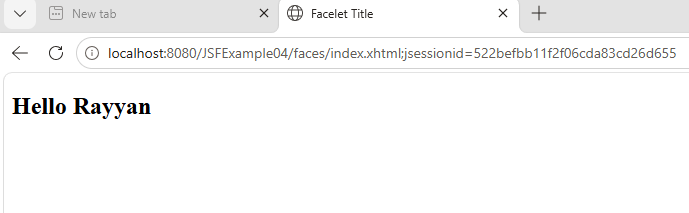 New tab
Facelet Title
localhost:8080/JSFExample04/faces/index.xhtml;jsessionid=522befbb11f2f06cda83cd26d655
Hello Rayyan